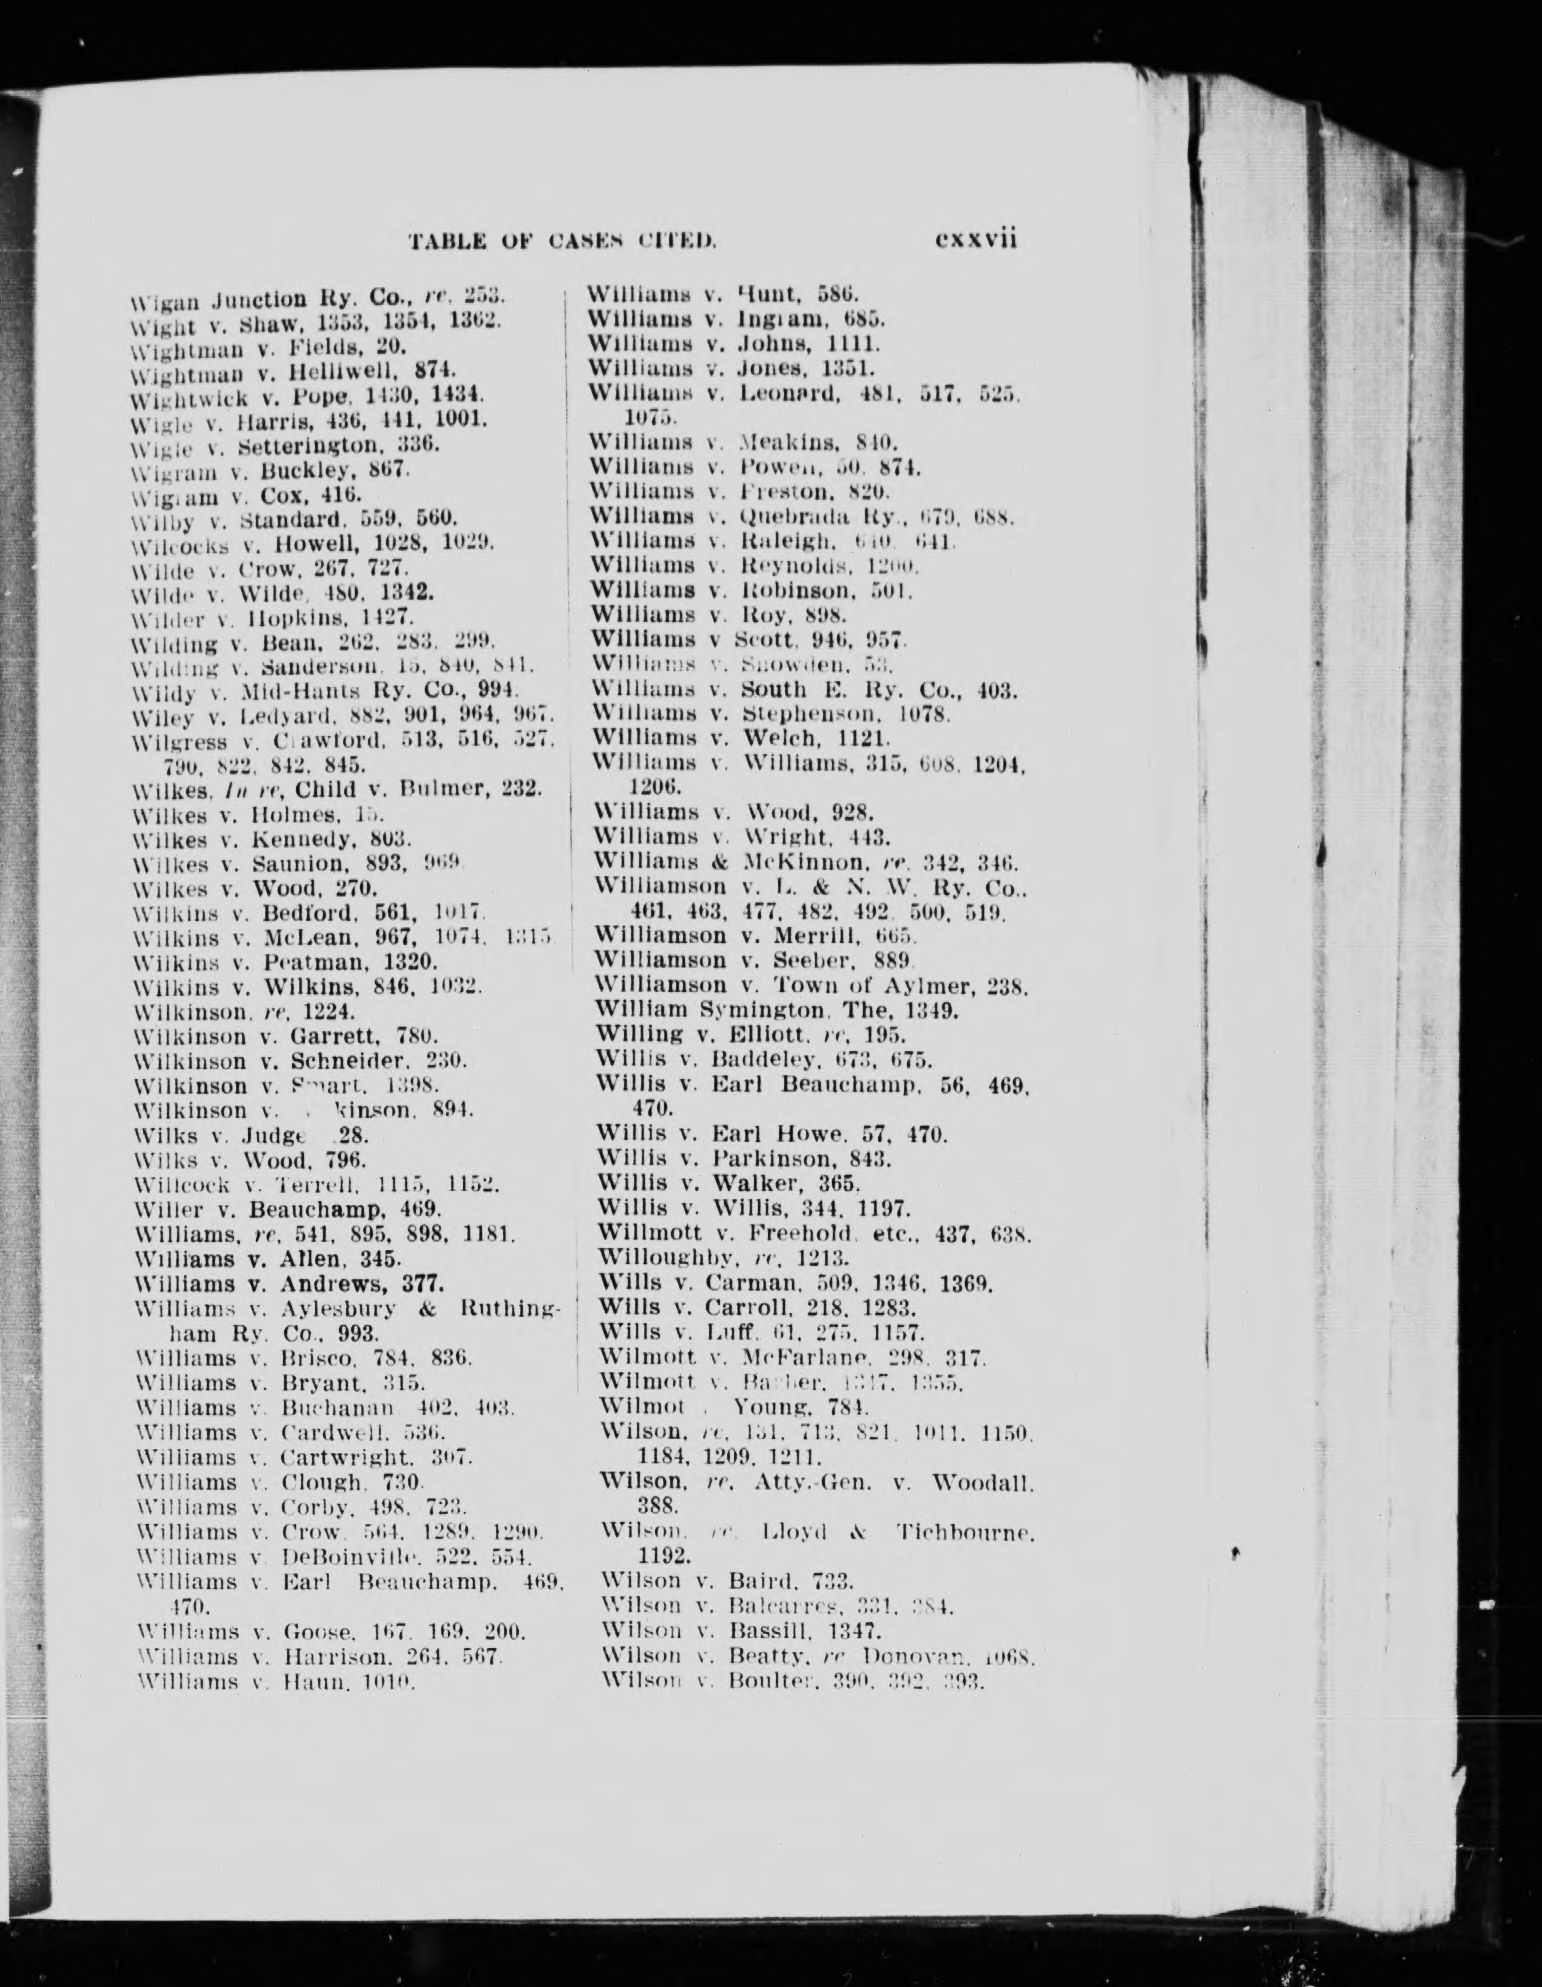 TABLE OF CASES CITED. cxxvii
Wigan Junction Ry. Co., re, 253.
Wight v. Shaw, 1353, 1354, 1362.
Wightman v. Fields, 20.
Wightman v. Helliwell, 874.
Wightwick v. Pope, 1430, 1434.
Wigle v. Harris, 436, 441, 1001.
Wigle v. Setterington, 336.
Wigram v. Buckley, 867.
Wigram v. Cox, 416.
Wilby v. Standard, 559, 560.
Wilcocks v. Howell, 1028, 1029.
Wilde v. Crow, 267, 727.
Wilde v. Wilde, 480, 1342.
Wilder v. Hopkins, 1427.
Wilding v. Bean, 262, 283, 299.
Wilding v. Sanderson, 15, 840, 841.
Wildy v. Mid-Hants Ry. Co., 994.
Wiley v. Ledyard, 882, 901, 964, 967.
Wilgress v. Crawford, 513, 516, 527,
790, 822, 842, 845.
Wilkes, In re, Child v. Bulmer, 232.
Wilkes v. Holmes, 15.
Wilkes v. Kennedy, 803.
Wilkes v. Saunion, 893, 969.
Wilkes v. Wood, 270.
Wilkins v. Bedford, 561, 1017.
Wilkins v. McLean, 967, 1074, 1315.
Wilkins v. Peatman, 1320.
Wilkins v. Wilkins, 846, 1032.
Wilkinson, re, 1224.
Wilkinson v. Garrett, 780.
Wilkinson v. Schneider, 230.
Wilkinson v. Smart, 1398.
Wilkinson v. kinson, 894.
Wilks v. Judge 28.
Wilks v. Wood, 796.
Willcock v. Terrell, 1115, 1152.
Willer v. Beauchamp, 469.
Williams, re, 541, 895, 898, 1181.
Williams v. Allen, 345.
Williams v. Andrews, 377.
Williams v. Aylesbury & Ruthing-
ham Ry. Co., 993.
Williams v. Brisco, 784, 836.
Williams v. Bryant, 315.
Williams v. Buchanan 402, 403.
Williams v. Cardwell, 536.
Williams v. Cartwright, 307.
Williams v. Clough, 730.
Williams v. Corby, 498, 723.
Williams v. Crow, 564, 1289, 1290.
Williams v. DeBoinville, 522, 554.
Williams v. Earl Beauchamp, 469,
470.
Williams v. Goose, 167, 169, 200.
Williams v. Harrison, 264, 567.
Williams v. Haun, 1010.
Williams v. Hunt, 586.
Williams v. Ingram, 685.
Williams v. Johns, 1111.
Williams v. Jones, 1351.
Williams v. Leonard, 481, 517, 525,
1075.
Williams v. Meakins, 840.
Williams v. Powell, 50, 874.
Williams v. Preston, 820.
Williams v. Quebrada Ry., 679, 688.
Williams v. Raleigh, 640, 641.
Williams v. Reynolds, 1200.
Williams v. Robinson, 501.
Williams v. Roy, 898.
Williams v Scott, 946, 957.
Williams v. Snowden, 53.
Williams v. South E. Ry. Co., 403.
Williams v. Stephenson, 1078.
Williams v. Welch, 1121.
Williams v. Williams, 315, 608, 1204,
1206.
Williams v. Wood, 928.
Williams v. Wright, 443.
Williams & McKinnon, re, 342, 346.
Williamson v. L. & N. W. Ry. Co.,
461, 463, 477, 482, 492, 500, 519.
Williamson v. Merrill, 665.
Williamson v. Seeber, 889.
Williamson v. Town of Aylmer, 238.
William Symington, The, 1349.
Willing v. Elliott, re, 195.
Willis v. Baddeley, 673, 675.
Willis v. Earl Beauchamp, 56, 469,
470.
Willis v. Earl Howe, 57, 470.
Willis v. Parkinson, 843.
Willis v. Walker, 365.
Willis v. Willis, 344, 1197.
Willmott v. Freehold, etc., 437, 638.
Willoughby, re, 1213.
Wills v. Carman, 509, 1346, 1369.
Wills v. Carroll, 218, 1283.
Wills v. Luff, 61, 275, 1157.
Wilmott v. McFarlane, 298, 317.
Wilmott v. Barber, 1347, 1355.
Wilmot Young, 784.
Wilson, re, 131, 713, 821, 1011, 1150,
1184, 1209, 1211.
Wilson, re, Atty.-Gen. v. Woodall,
388.
Wilson, re, Lloyd & Tichbourne,
1192.
Wilson v. Baird, 733.
Wilson v. Balcarres, 331, 384.
Wilson v. Bassill, 1347.
Wilson v. Beatty, re Donovan, 1068.
Wilson v. Boulter, 390, 392, 393.